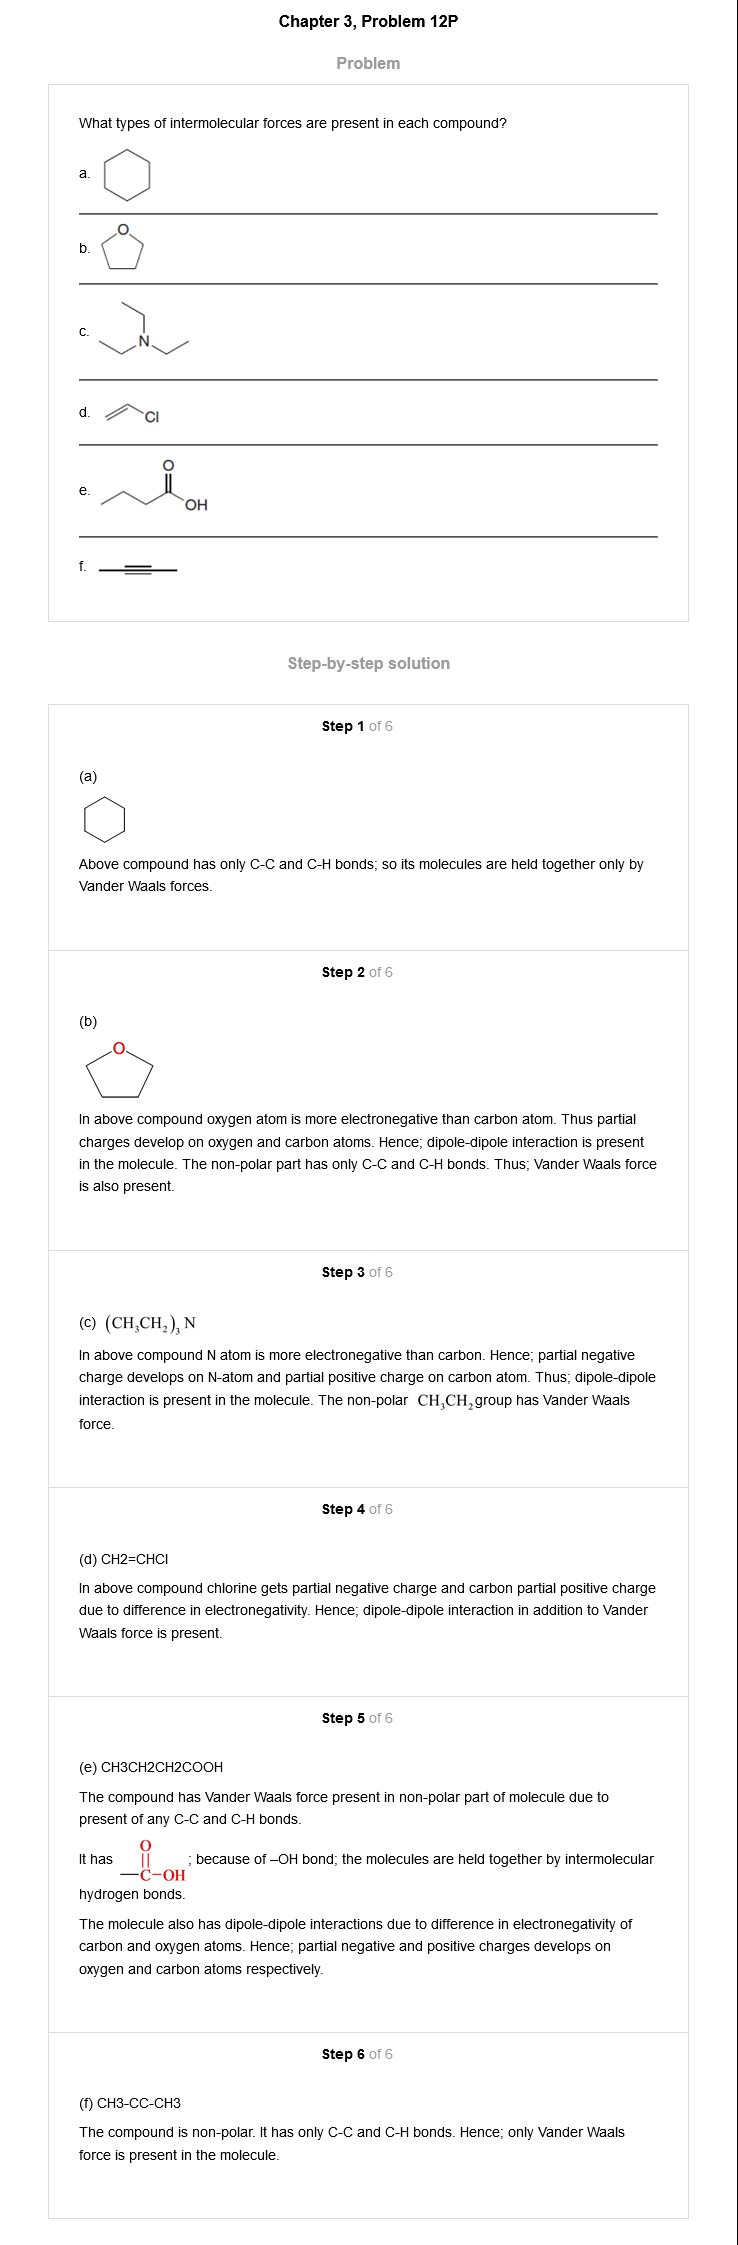 Chapter 3, Problem 12P
Problem
What types of intermolecular forces are present in each compound?
a.
b.
O
c.
N
d.
Cl
e.
O
OH
f.
Step-by-step solution
Step 1 of 6
(a)
Above compound has only C-C and C-H bonds; so its molecules are held together only by
Vander Waals forces.
Step 2 of 6
(b)
O
In above compound oxygen atom is more electronegative than carbon atom. Thus partial
charges develop on oxygen and carbon atoms. Hence; dipole-dipole interaction is present
in the molecule. The non-polar part has only C-C and C-H bonds. Thus; Vander Waals force
is also present.
Step 3 of 6
(c) (CH₃CH₂)₃ N
In above compound N atom is more electronegative than carbon. Hence; partial negative
charge develops on N-atom and partial positive charge on carbon atom. Thus; dipole-dipole
interaction is present in the molecule. The non-polar CH₃CH₂group has Vander Waals
force.
Step 4 of 6
(d) CH2=CHCl
In above compound chlorine gets partial negative charge and carbon partial positive charge
due to difference in electronegativity. Hence; dipole-dipole interaction in addition to Vander
Waals force is present.
Step 5 of 6
(e) CH3CH2CH2COOH
The compound has Vander Waals force present in non-polar part of molecule due to
present of any C-C and C-H bonds.
O
It has —C–OH ; because of –OH bond; the molecules are held together by intermolecular
hydrogen bonds.
The molecule also has dipole-dipole interactions due to difference in electronegativity of
carbon and oxygen atoms. Hence; partial negative and positive charges develops on
oxygen and carbon atoms respectively.
Step 6 of 6
(f) CH3-CC-CH3
The compound is non-polar. It has only C-C and C-H bonds. Hence; only Vander Waals
force is present in the molecule.